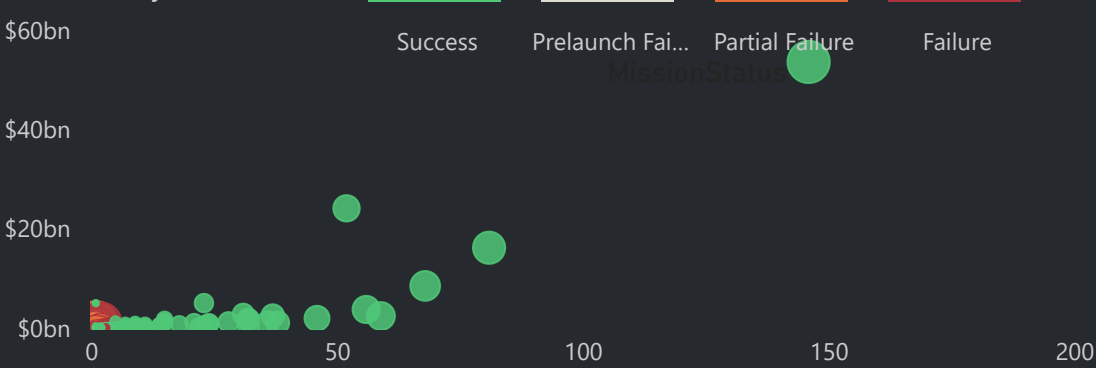 $60bn
Success
Prelaunch Fai...
Partial Failure
Failure
MissionStatus
$40bn
$20bn
$0bn
0
50
100
150
200